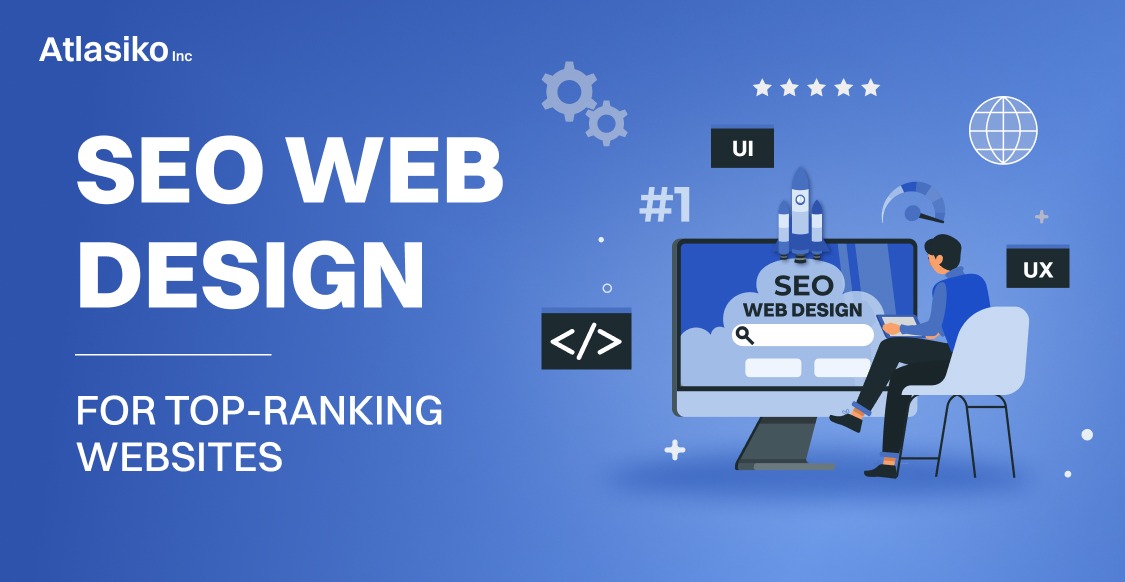 Atlasiko Inc
SEO WEB
DESIGN
FOR TOP-RANKING
WEBSITES
UI
#1
UX
SEO
WEB DESIGN
</>